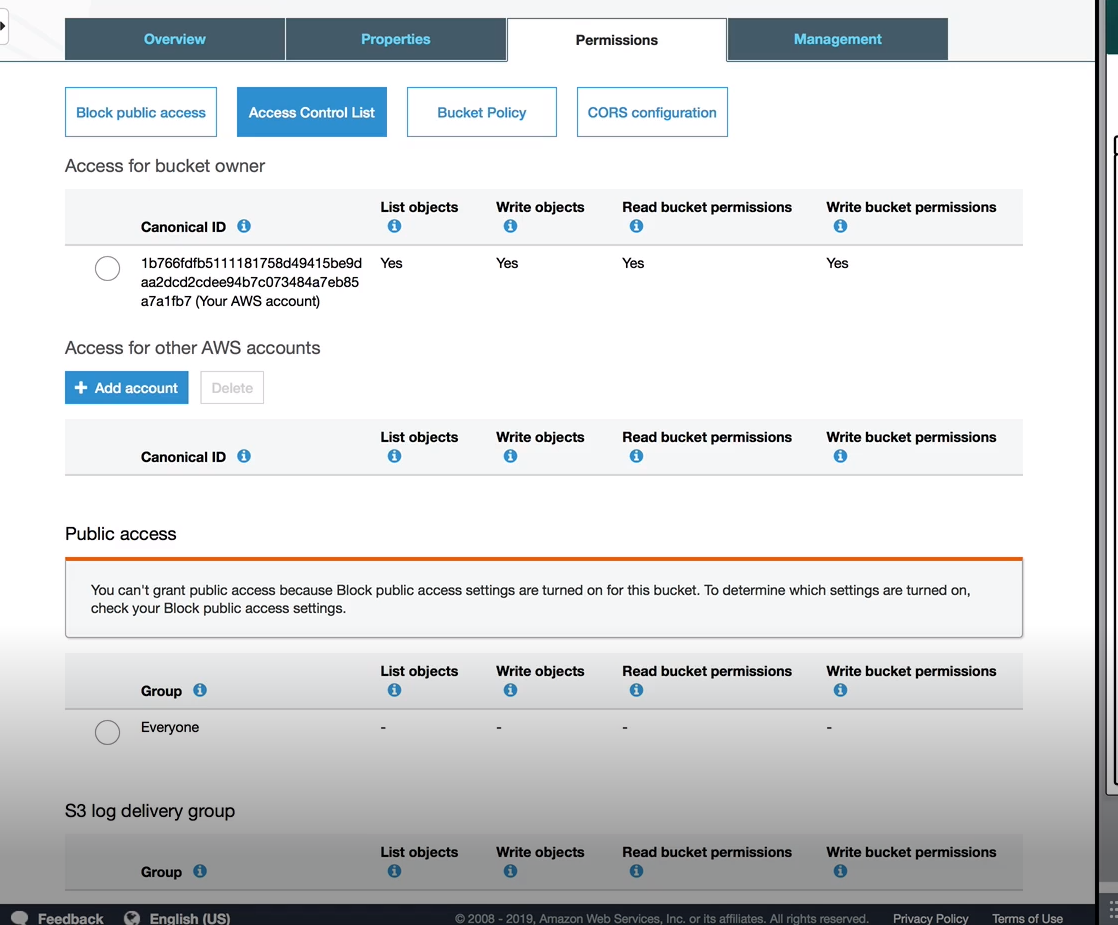 Overview
Properties
Permissions
Management
Block public access
Access Control List
Bucket Policy
CORS configuration
Access for bucket owner
Canonical ID
List objects
Write objects
Read bucket permissions
Write bucket permissions
1b766fdfb5111181758d49415be9d
aa2dcd2cdee94b7c073484a7eb85
a7a1fb7 (Your AWS account)
Yes
Yes
Yes
Yes
Access for other AWS accounts
+ Add account
Delete
Canonical ID
List objects
Write objects
Read bucket permissions
Write bucket permissions
Public access
You can't grant public access because Block public access settings are turned on for this bucket. To determine which settings are turned on,
check your Block public access settings.
Group
List objects
Write objects
Read bucket permissions
Write bucket permissions
Everyone
-
-
-
-
S3 log delivery group
Group
List objects
Write objects
Read bucket permissions
Write bucket permissions
Feedback
English (US)
© 2008 - 2019, Amazon Web Services, Inc. or its affiliates. All rights reserved.
Privacy Policy
Terms of Use